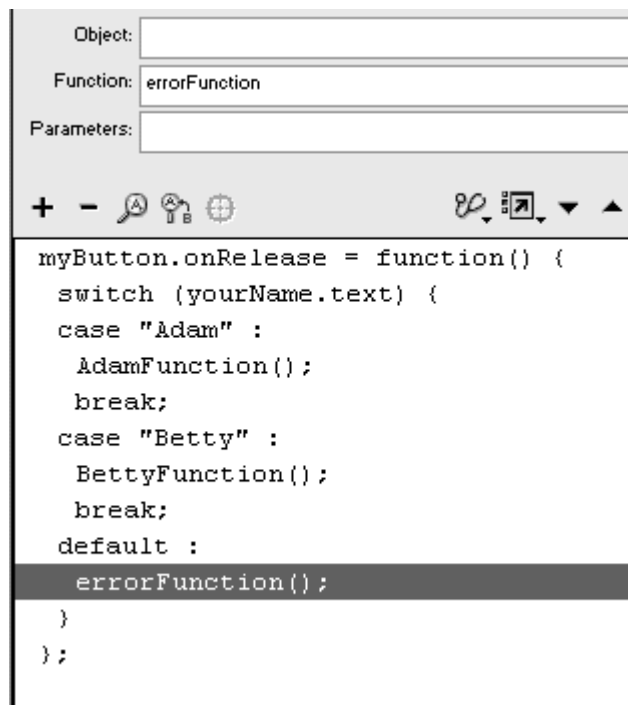 Object:
Function: errorFunction
Parameters:
myButton.onRelease = function() {
switch (yourName.text) {
case "Adam" :
AdamFunction();
break;
case "Betty" :
BettyFunction();
break;
default :
errorFunction();
}
};